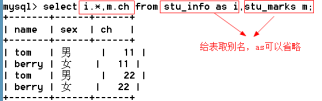 mysql> select i.*,m.ch from stu_info as i,stu_marks m;
+-------+------+------+
| name | sex | ch |
+-------+------+------+
| tom | 男 | 11 |
| berry | 女 | 11 |
| tom | 男 | 22 |
| berry | 女 | 22 |
+-------+------+------+
给表取别名，as可以省略